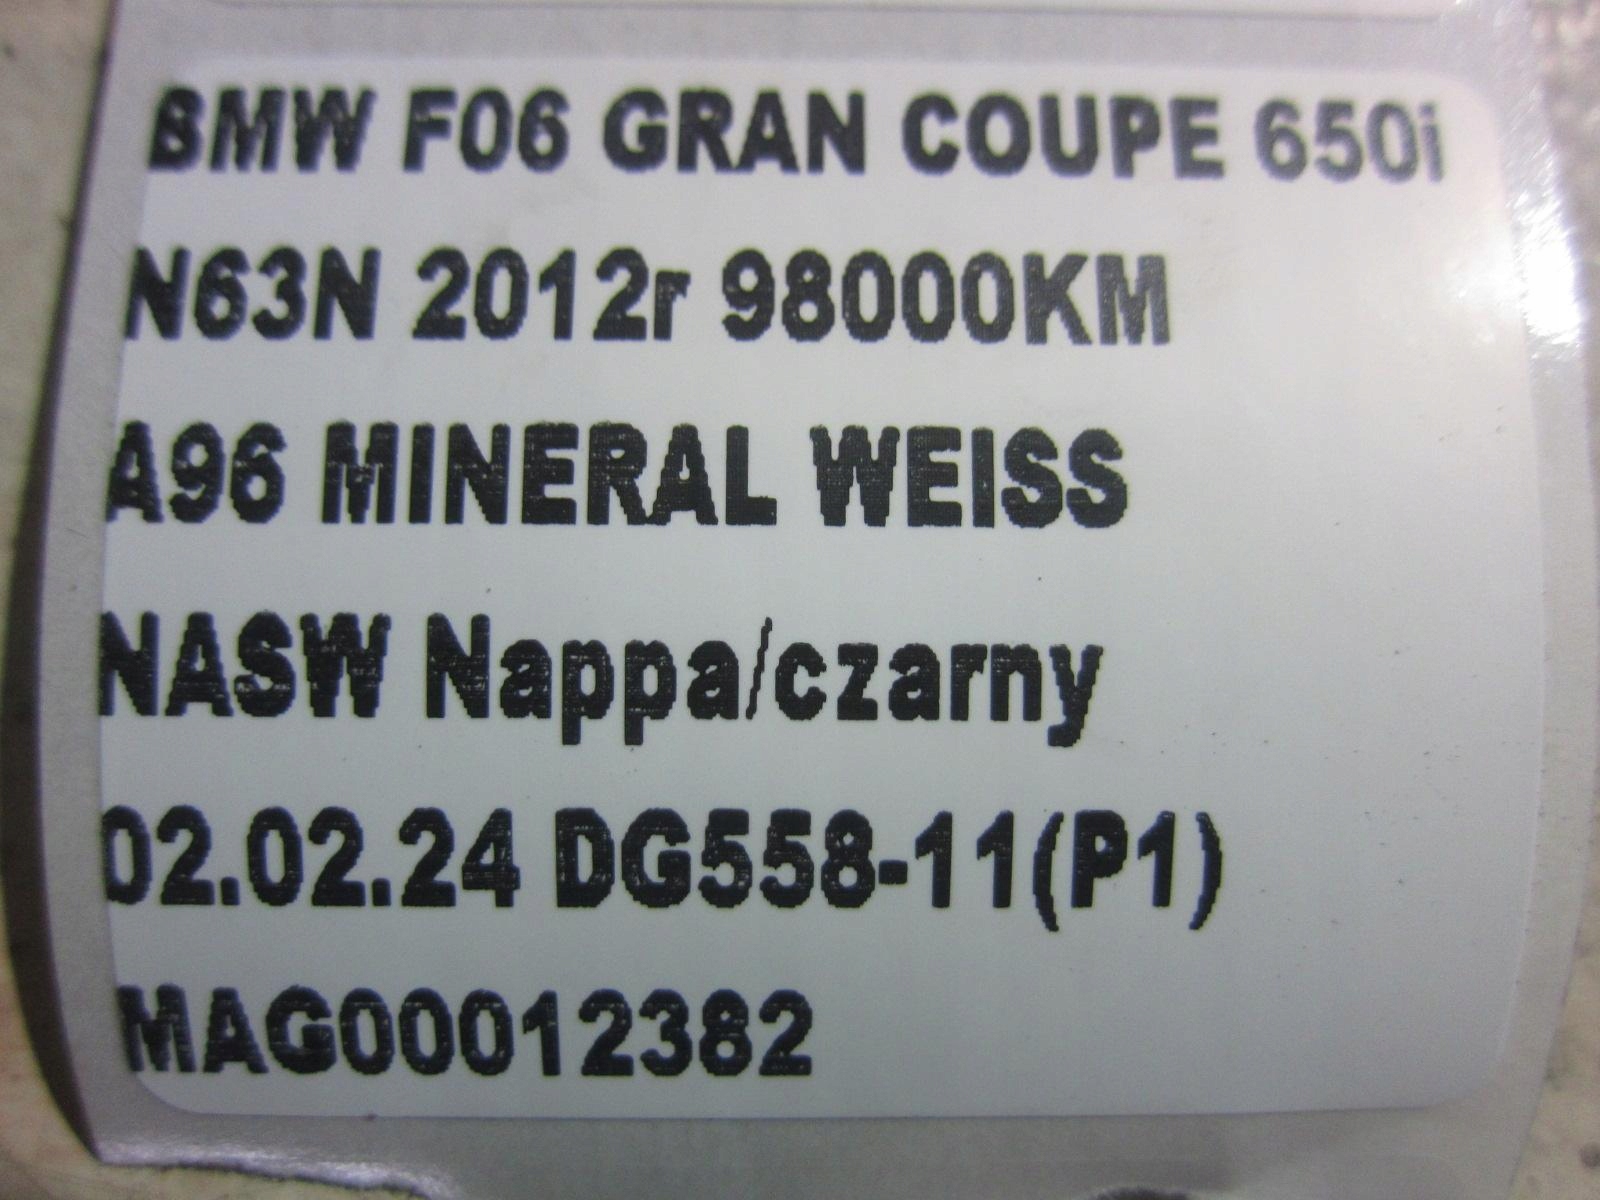 BMW F06 GRAN COUPE 650i
N63N 2012r 98000KM
A96 MINERAL WEISS
NASW Nappa/czarny
02.02.24 DG558-11(P1)
MAG00012382